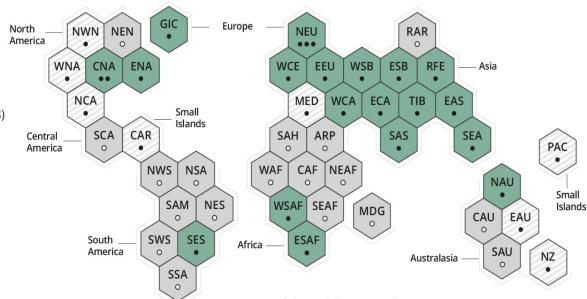 North
America
NWN
NEN
GIC
Europe
NEU
RAR
WNA
CNA
ENA
WCE
EEU
WSB
ESB
RFE
Asia
NCA
MED
WCA
ECA
TIB
EAS
Small
Islands
)
Central
America
SCA
CAR
SAH
ARP
SAS
SEA
PAC
NWS
NSA
WAF
CAF
NEAF
NAU
Small
Islands
SAM
NES
WSAF
SEAF
MDG
CAU
EAU
South
America
SWS
SES
Africa
ESAF
Australasia
SAU
NZ
SSA